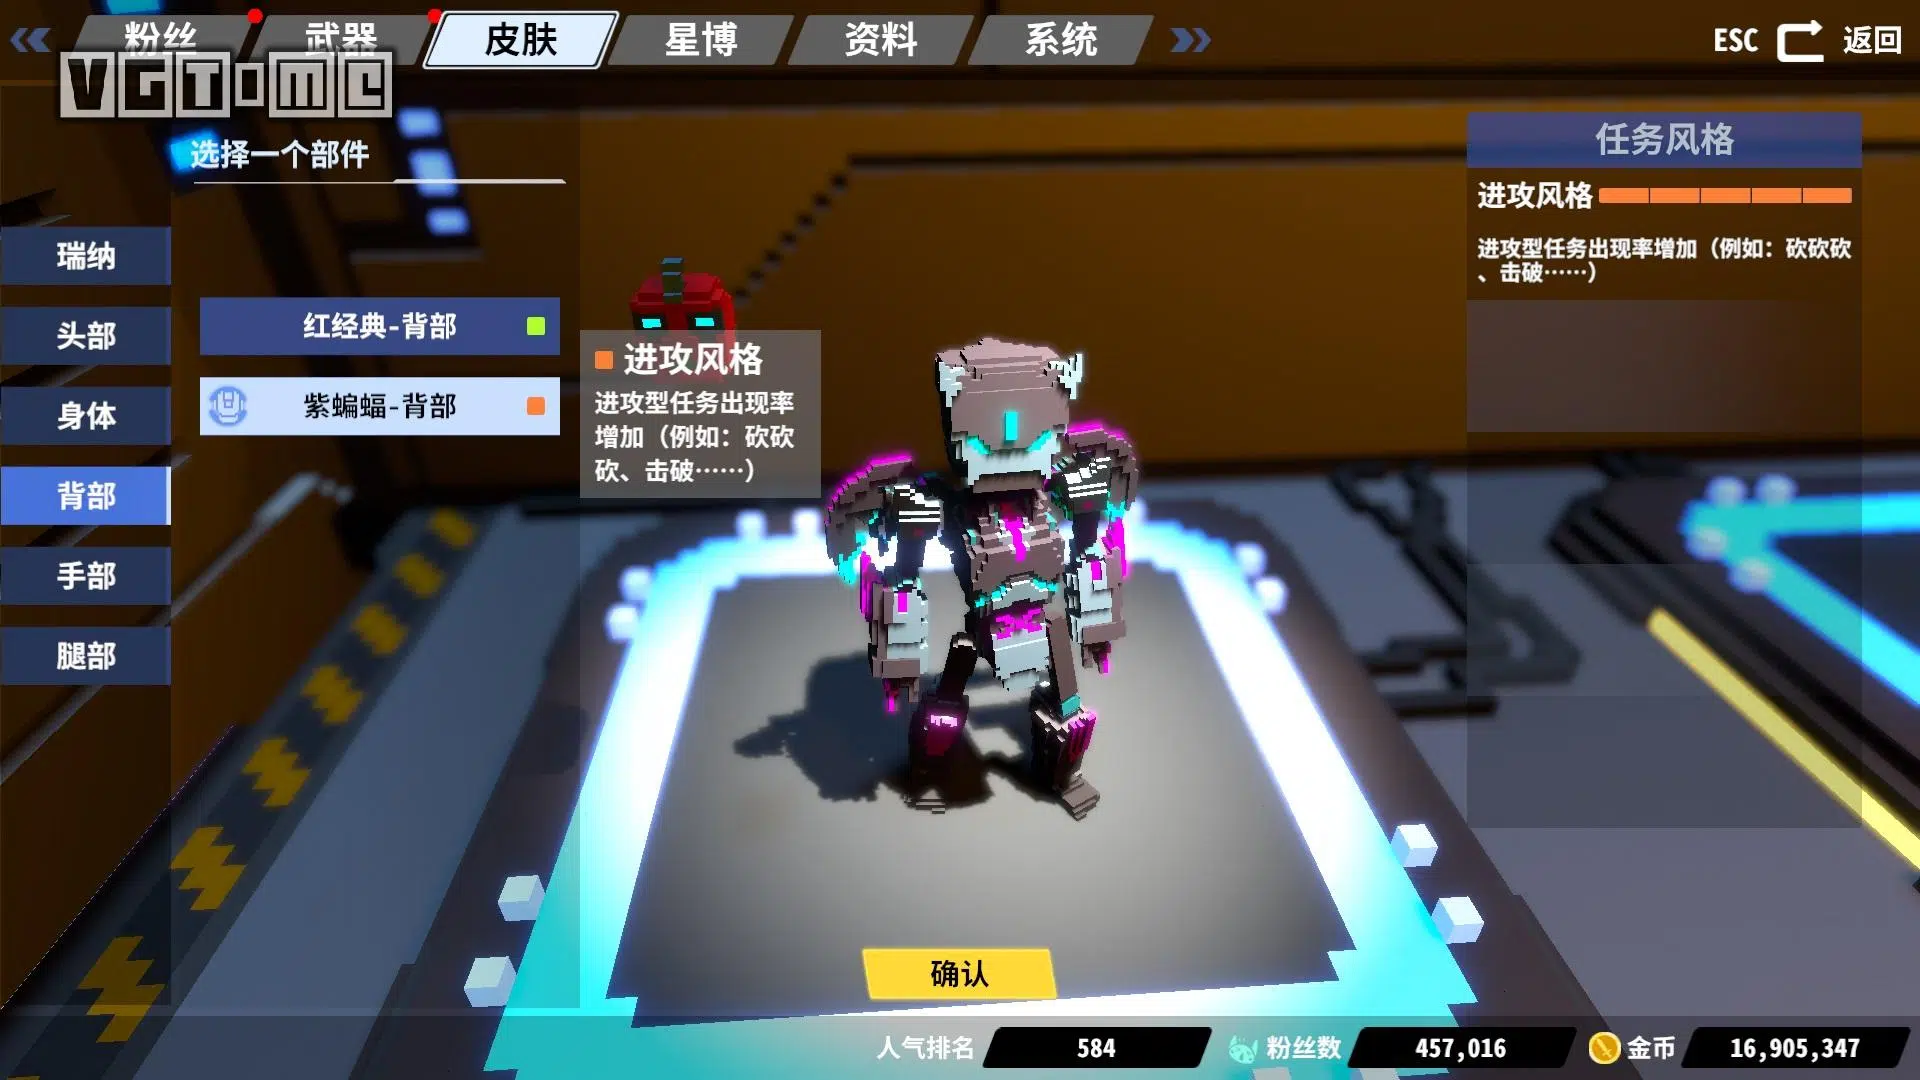 粉丝
武器
皮肤
星博
资料
系统
ESC 返回
VGTIME
选择一个部件
瑞纳
头部
身体
背部
手部
腿部
红经典-背部
紫蝙蝠-背部
进攻风格
进攻型任务出现率
增加（例如：砍砍
砍、击破……）
任务风格
进攻风格
进攻型任务出现率增加（例如：砍砍砍
、击破……）
确认
人气排名 584 粉丝数 457,016 金币 16,905,347